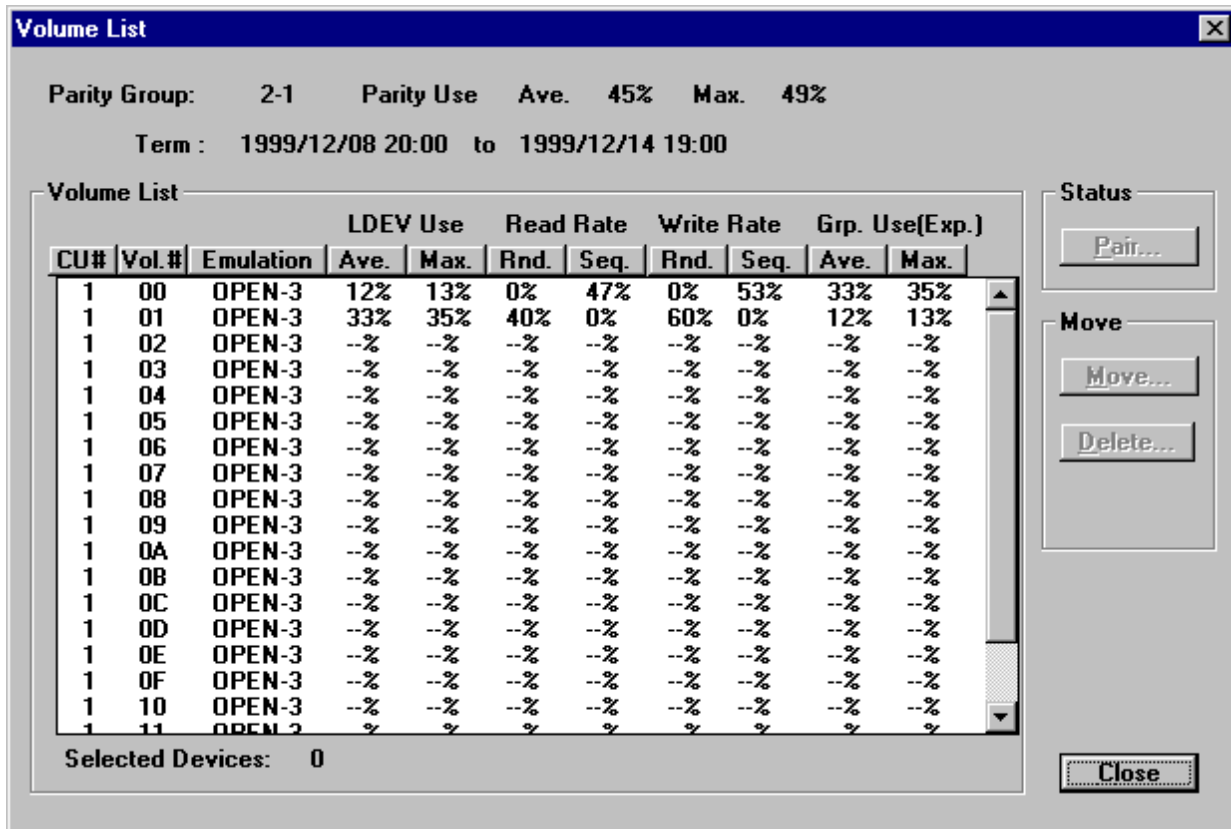 Volume List
Parity Group: 2-1 Parity Use Ave. 45% Max. 49%
Term : 1999/12/08 20:00 to 1999/12/14 19:00
Volume List
LDEV Use Read Rate Write Rate Grp. Use(Exp.)
CU# Vol.# Emulation Ave. Max. Rnd. Seq. Rnd. Seq. Ave. Max.
1 00 OPEN-3 12% 13% 0% 47% 0% 53% 33% 35%
1 01 OPEN-3 33% 35% 40% 0% 60% 0% 12% 13%
1 02 OPEN-3 --% --% --% --% --% --% --% --%
1 03 OPEN-3 --% --% --% --% --% --% --% --%
1 04 OPEN-3 --% --% --% --% --% --% --% --%
1 05 OPEN-3 --% --% --% --% --% --% --% --%
1 06 OPEN-3 --% --% --% --% --% --% --% --%
1 07 OPEN-3 --% --% --% --% --% --% --% --%
1 08 OPEN-3 --% --% --% --% --% --% --% --%
1 09 OPEN-3 --% --% --% --% --% --% --% --%
1 0A OPEN-3 --% --% --% --% --% --% --% --%
1 0B OPEN-3 --% --% --% --% --% --% --% --%
1 0C OPEN-3 --% --% --% --% --% --% --% --%
1 0D OPEN-3 --% --% --% --% --% --% --% --%
1 0E OPEN-3 --% --% --% --% --% --% --% --%
1 0F OPEN-3 --% --% --% --% --% --% --% --%
1 10 OPEN-3 --% --% --% --% --% --% --% --%
Selected Devices: 0
Status
Pair...
Move
Move...
Delete...
Close